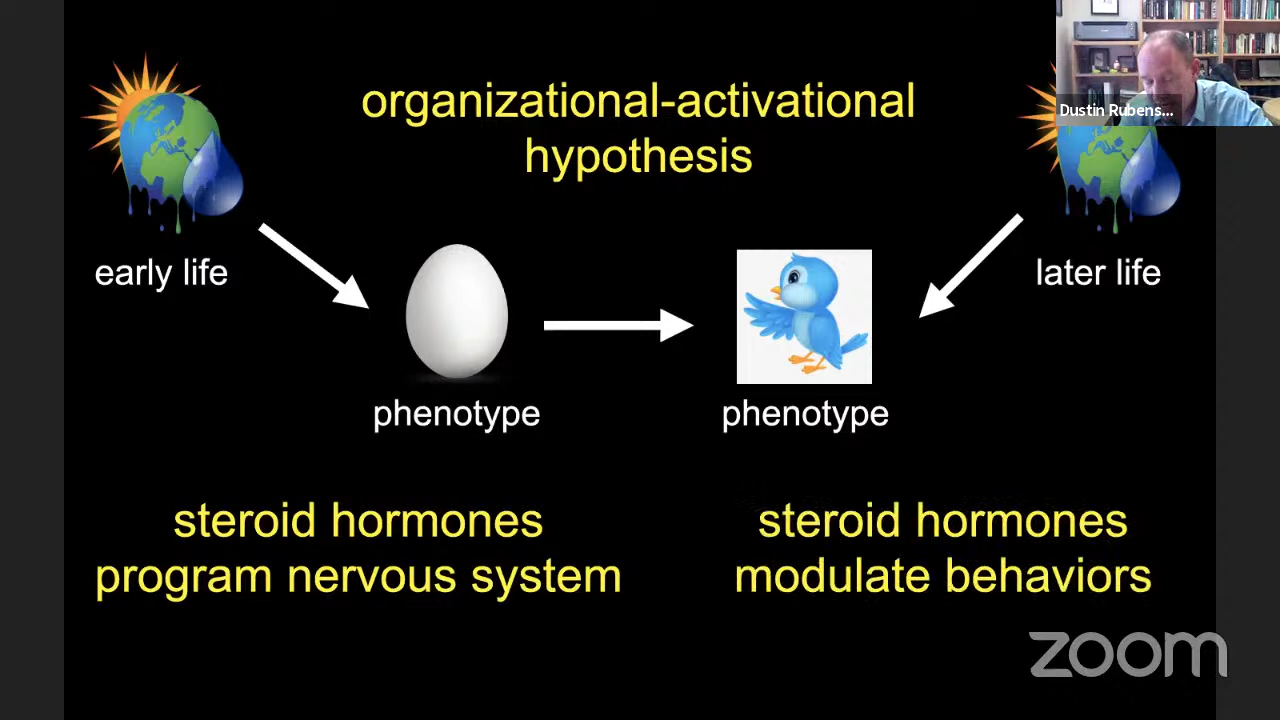 Dustin Rubens...
organizational-activational
hypothesis
early life
later life
phenotype
phenotype
steroid hormones
program nervous system
steroid hormones
modulate behaviors
zoom